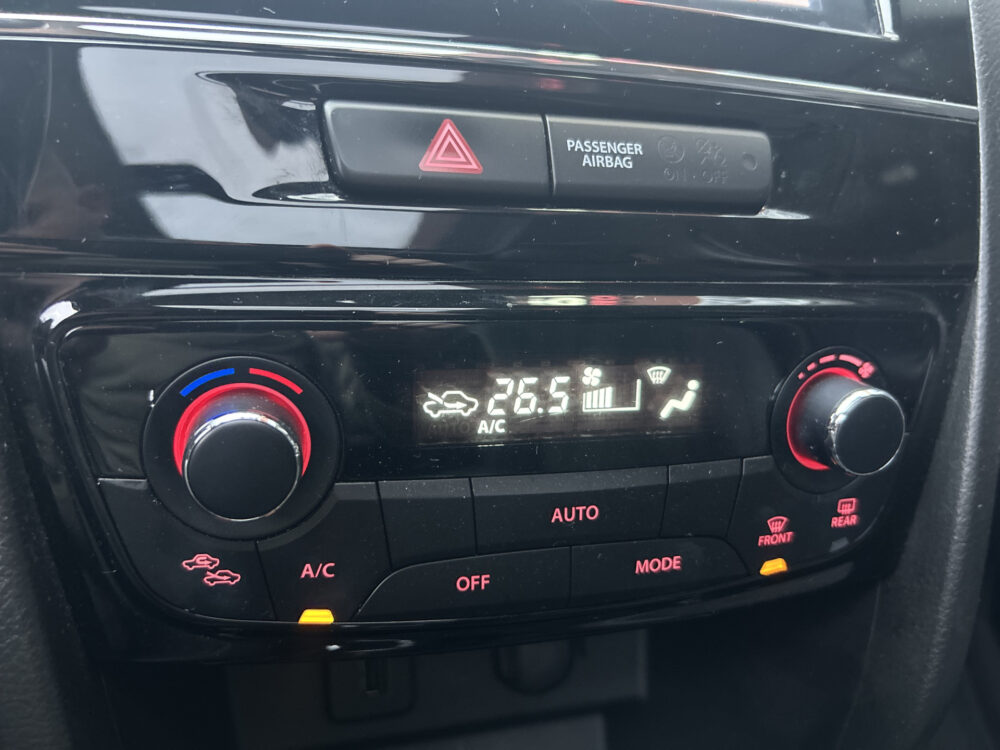 PASSENGER
AIRBAG
ON · OFF
26.5
A/C
AUTO
A/C
OFF
MODE
FRONT
REAR